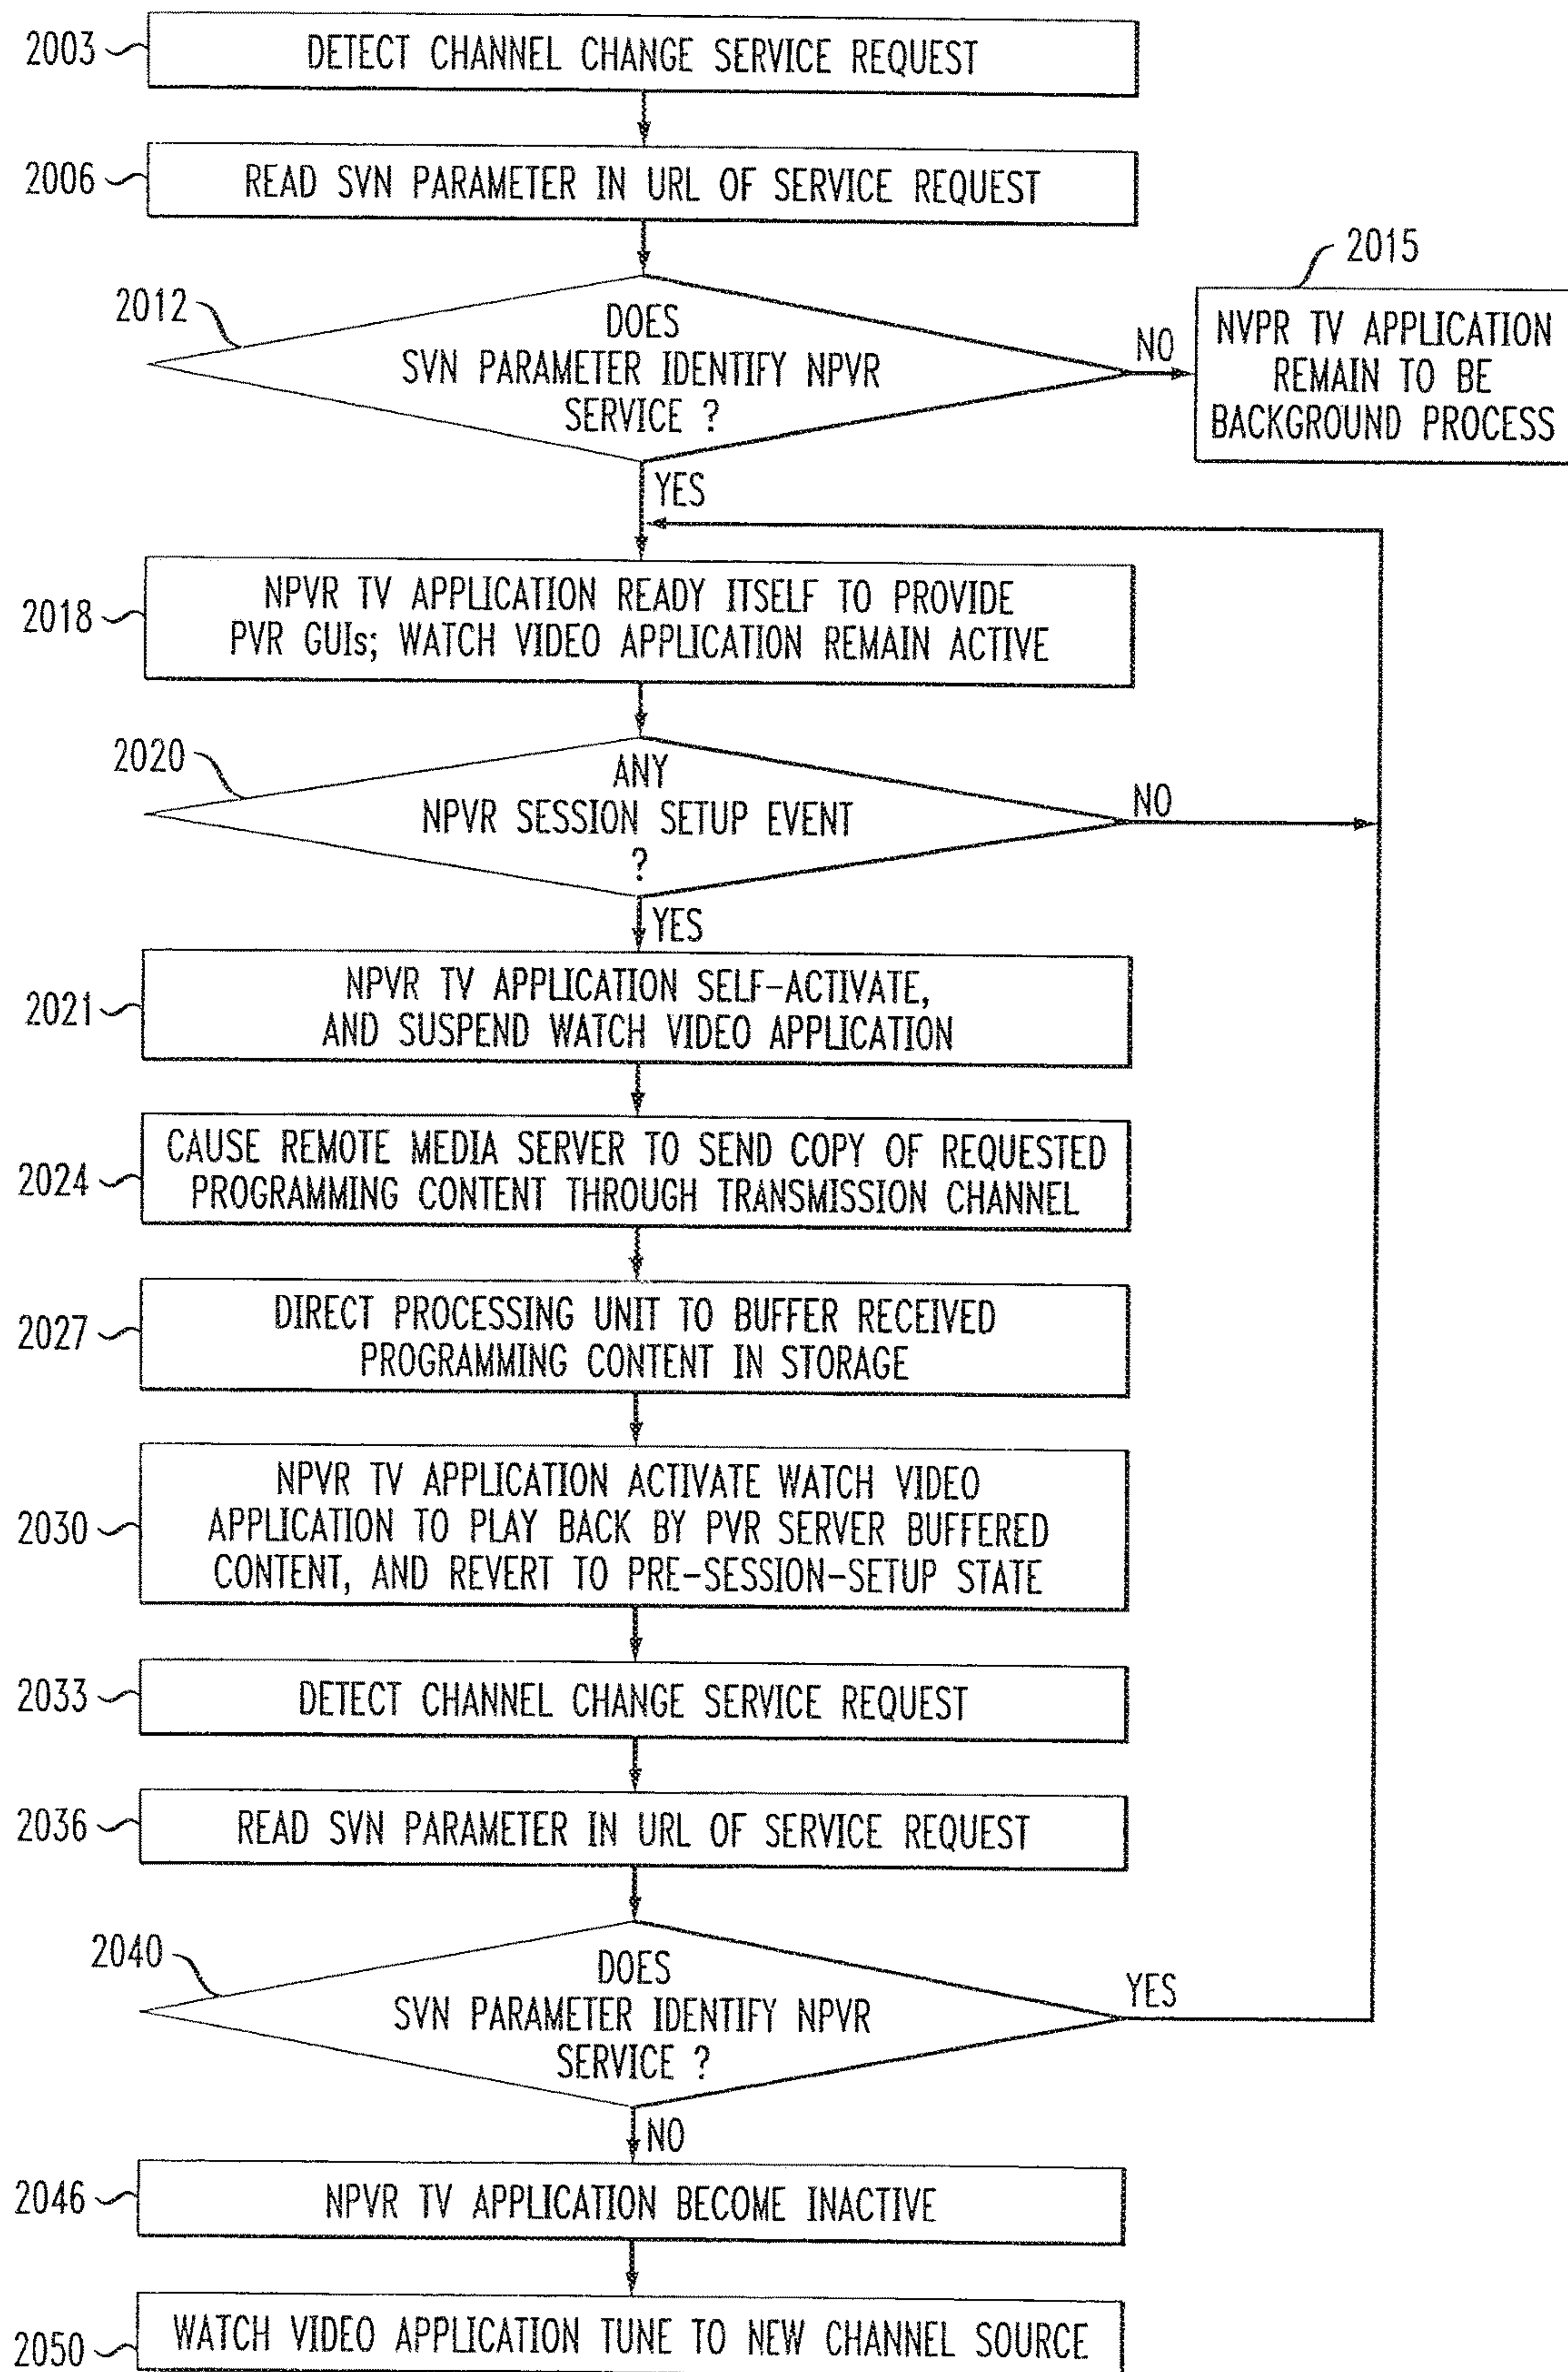 2003
DETECT CHANNEL CHANGE SERVICE REQUEST
2006
READ SVN PARAMETER IN URL OF SERVICE REQUEST
2012
DOES
SVN PARAMETER IDENTIFY NPVR
SERVICE ?
NO
2015
NVPR TV APPLICATION
REMAIN TO BE
BACKGROUND PROCESS
YES
2018
NPVR TV APPLICATION READY ITSELF TO PROVIDE
PVR GUIs; WATCH VIDEO APPLICATION REMAIN ACTIVE
2020
ANY
NPVR SESSION SETUP EVENT
?
NO
YES
2021
NPVR TV APPLICATION SELF-ACTIVATE,
AND SUSPEND WATCH VIDEO APPLICATION
2024
CAUSE REMOTE MEDIA SERVER TO SEND COPY OF REQUESTED
PROGRAMMING CONTENT THROUGH TRANSMISSION CHANNEL
2027
DIRECT PROCESSING UNIT TO BUFFER RECEIVED
PROGRAMMING CONTENT IN STORAGE
2030
NPVR TV APPLICATION ACTIVATE WATCH VIDEO
APPLICATION TO PLAY BACK BY PVR SERVER BUFFERED
CONTENT, AND REVERT TO PRE-SESSION-SETUP STATE
2033
DETECT CHANNEL CHANGE SERVICE REQUEST
2036
READ SVN PARAMETER IN URL OF SERVICE REQUEST
2040
DOES
SVN PARAMETER IDENTIFY NPVR
SERVICE ?
YES
NO
2046
NPVR TV APPLICATION BECOME INACTIVE
2050
WATCH VIDEO APPLICATION TUNE TO NEW CHANNEL SOURCE